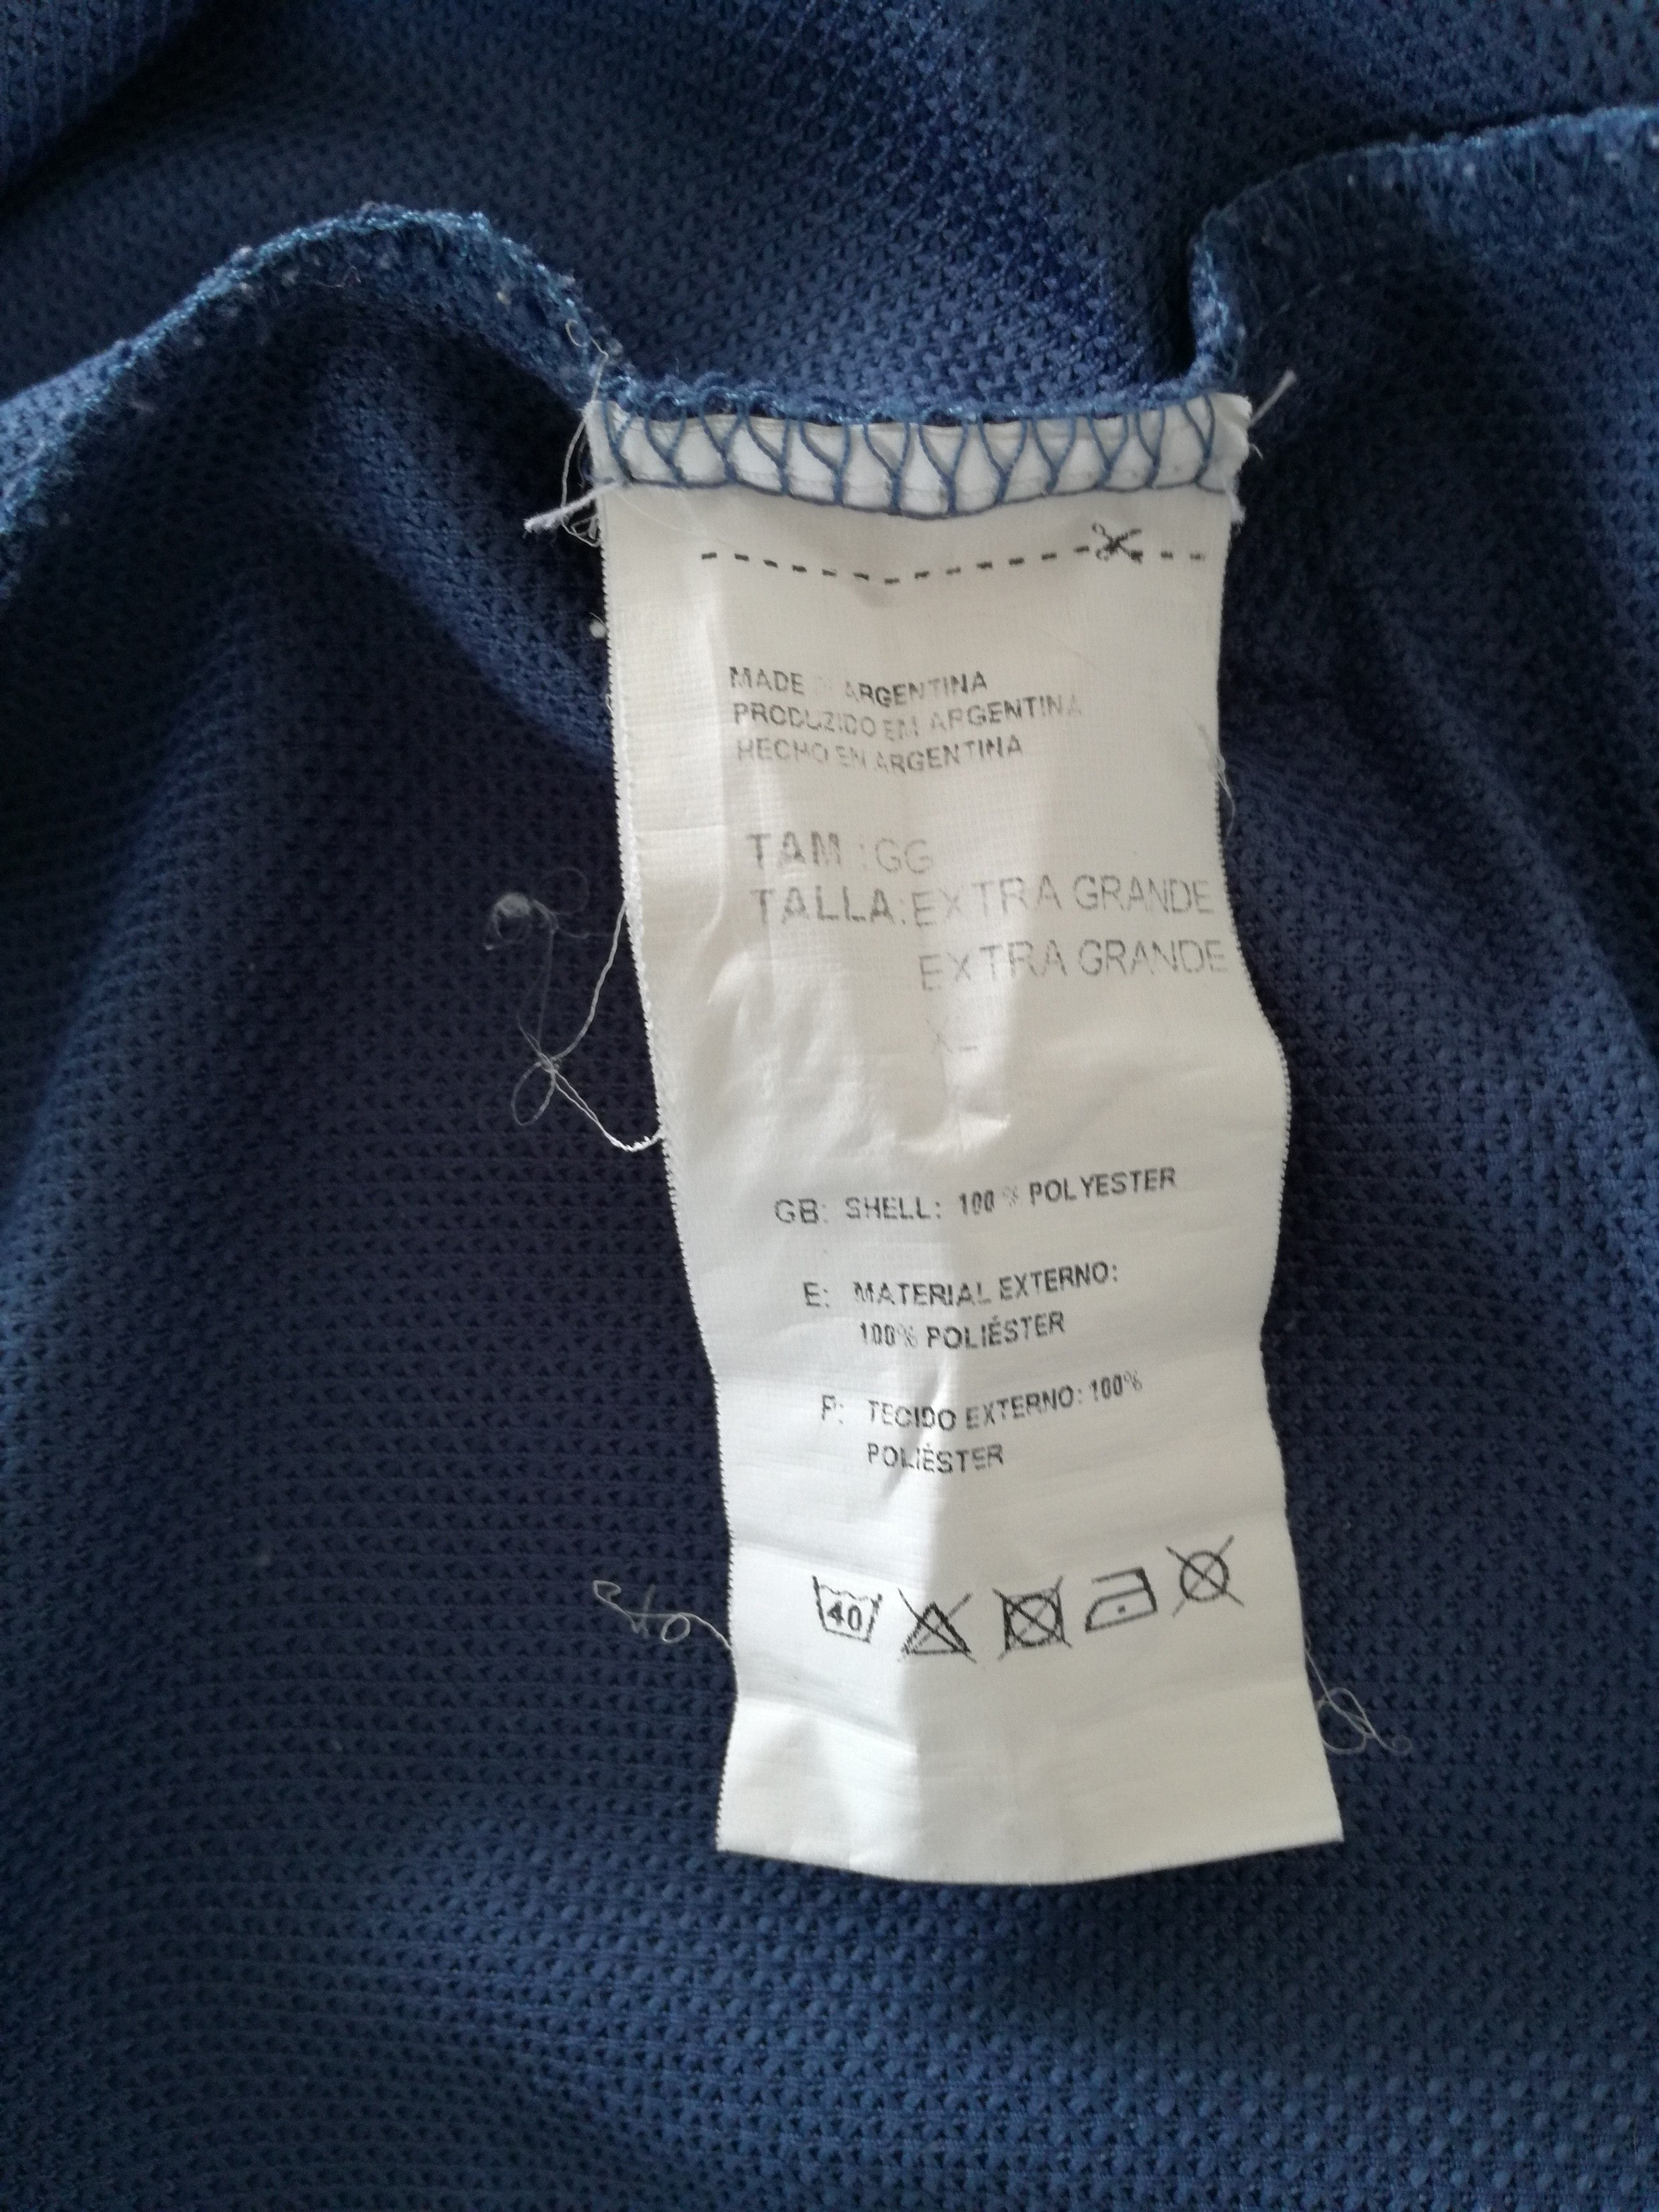 MADE ARGENTINA
PRODUZIDO EM ARGENTINA
HECHO EN ARGENTINA
TAM :GG
TALLA:EXTRA GRANDE
EXTRA GRANDE
GB: SHELL: 100 % POLYESTER
E: MATERIAL EXTERNO:
100% POLIÉSTER
P: TECIDO EXTERNO: 100%
POLIÉSTER
40